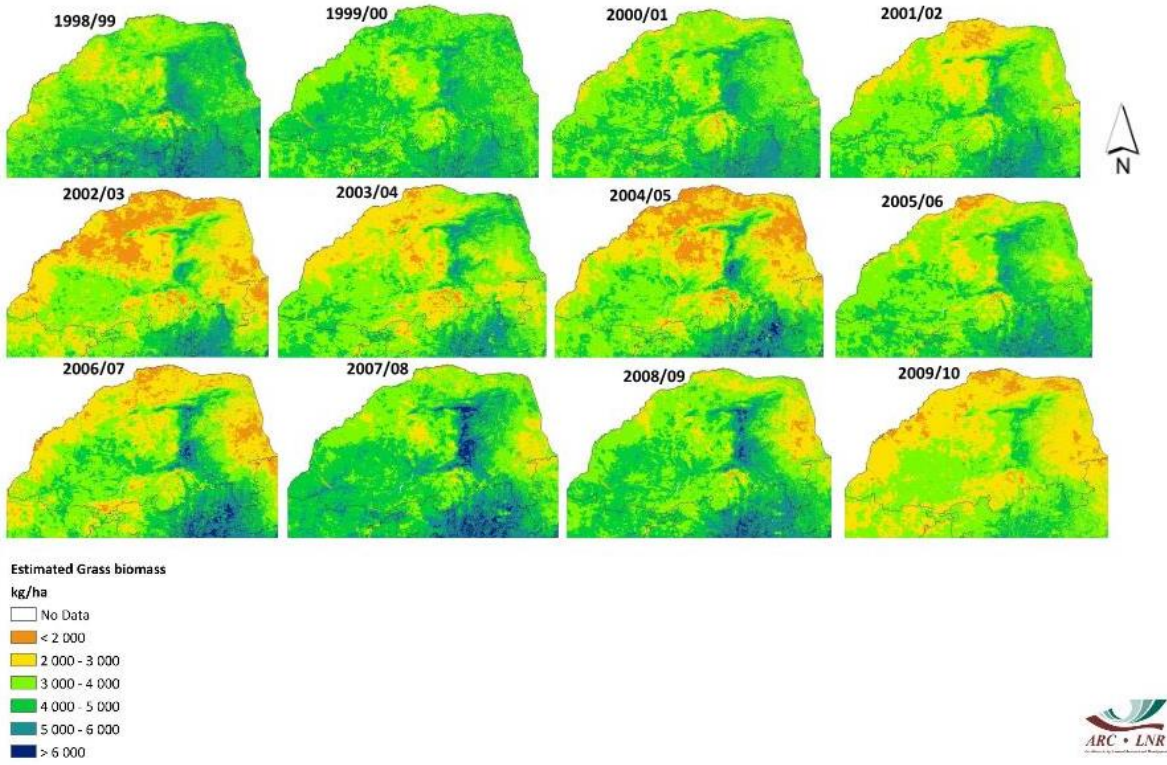 1998/99
1999/00
2000/01
2001/02
N
2002/03
2003/04
2004/05
2005/06
2006/07
2007/08
2008/09
2009/10
Estimated Grass biomass
kg/ha
No Data
< 2 000
2 000 - 3 000
3 000 - 4 000
4 000 - 5 000
5 000 - 6 000
> 6 000
ARC • LNR